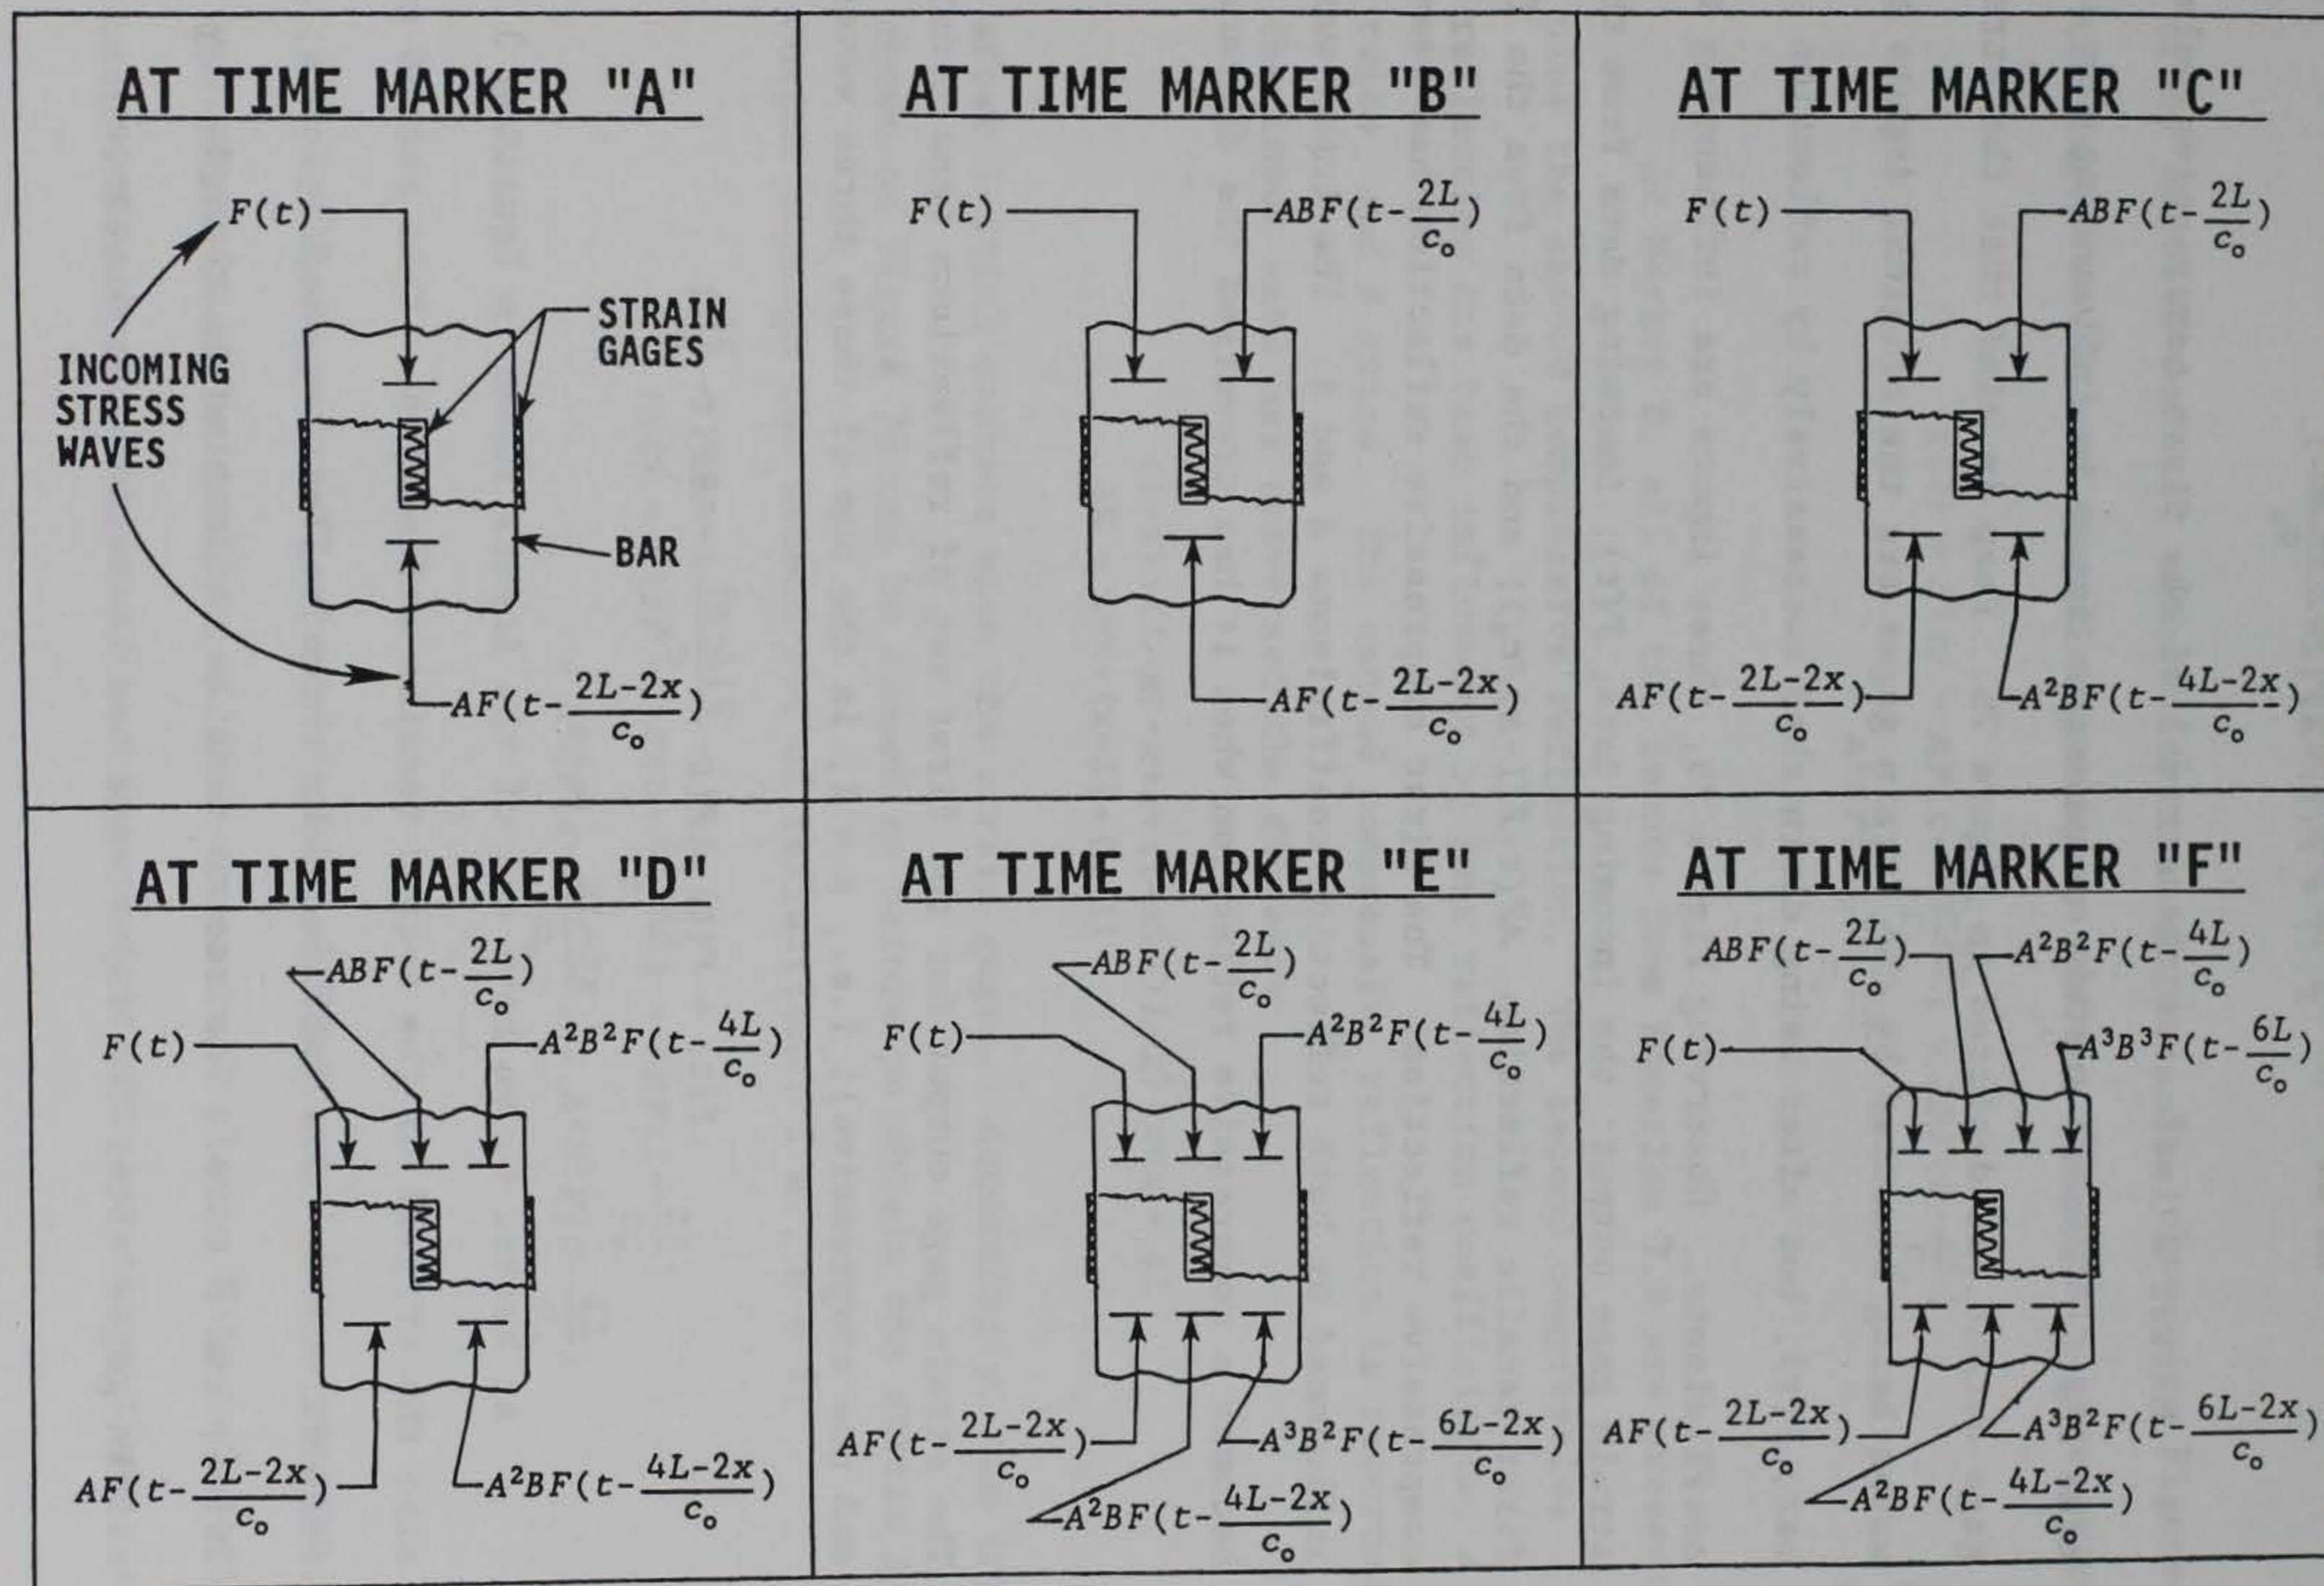 AT TIME MARKER "A"
F(t)
INCOMING
STRESS
WAVES
STRAIN
GAGES
BAR
AF(t-2L-2x/c₀)
AT TIME MARKER "B"
F(t)
ABF(t-2L/c₀)
AF(t-2L-2x/c₀)
AT TIME MARKER "C"
F(t)
ABF(t-2L/c₀)
AF(t-2L-2x/c₀)
A²BF(t-4L-2x/c₀)
AT TIME MARKER "D"
ABF(t-2L/c₀)
F(t)
A²B²F(t-4L/c₀)
AF(t-2L-2x/c₀)
A²BF(t-4L-2x/c₀)
AT TIME MARKER "E"
ABF(t-2L/c₀)
F(t)
A²B²F(t-4L/c₀)
AF(t-2L-2x/c₀)
A³B²F(t-6L-2x/c₀)
A²BF(t-4L-2x/c₀)
AT TIME MARKER "F"
ABF(t-2L/c₀)
A²B²F(t-4L/c₀)
F(t)
A³B³F(t-6L/c₀)
AF(t-2L-2x/c₀)
A³B²F(t-6L-2x/c₀)
A²BF(t-4L-2x/c₀)